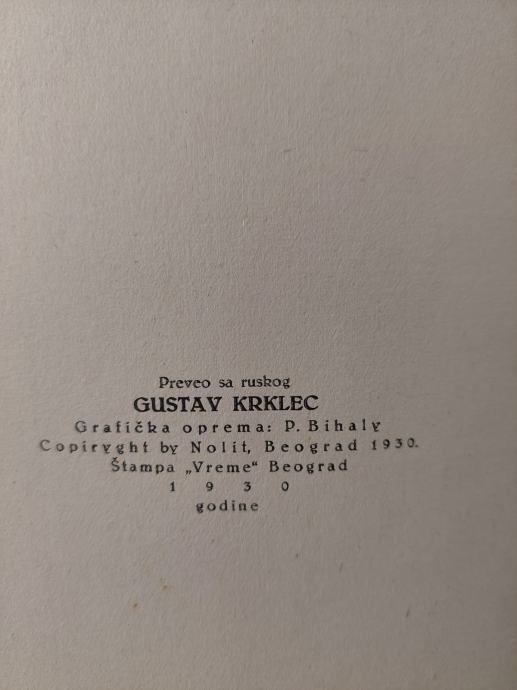 Preveo sa ruskog
GUSTAV KRKLEC
Grafička oprema: P. Bihaly
Copiryght by Nolit, Beograd 1930.
Štampa „Vreme“ Beograd
1 9 3 0
godine